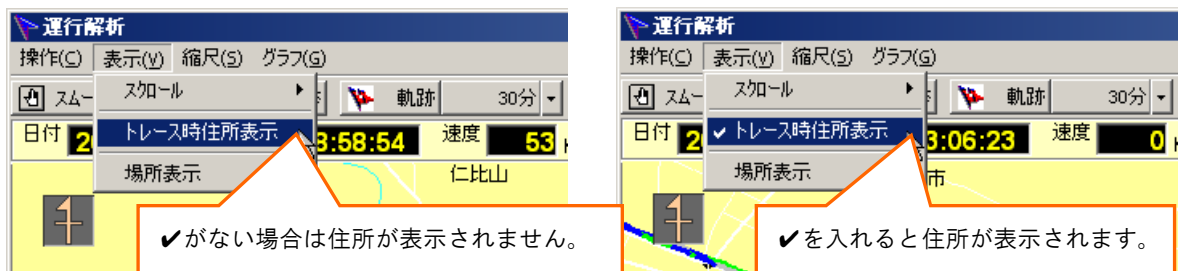 運行解析
操作(C) 表示(V) 縮尺(S) グラフ(G)
スクロール
スムー 軌跡 30分
トレース時住所表示
日付 2 3:58:54 速度 53
場所表示
仁比山
✔がない場合は住所が表示されません。
運行解析
操作(C) 表示(V) 縮尺(S) グラフ(G)
スクロール
スムー 軌跡 30分
✔トレース時住所表示
日付 2 3:06:23 速度 0
場所表示
市
✔を入れると住所が表示されます。